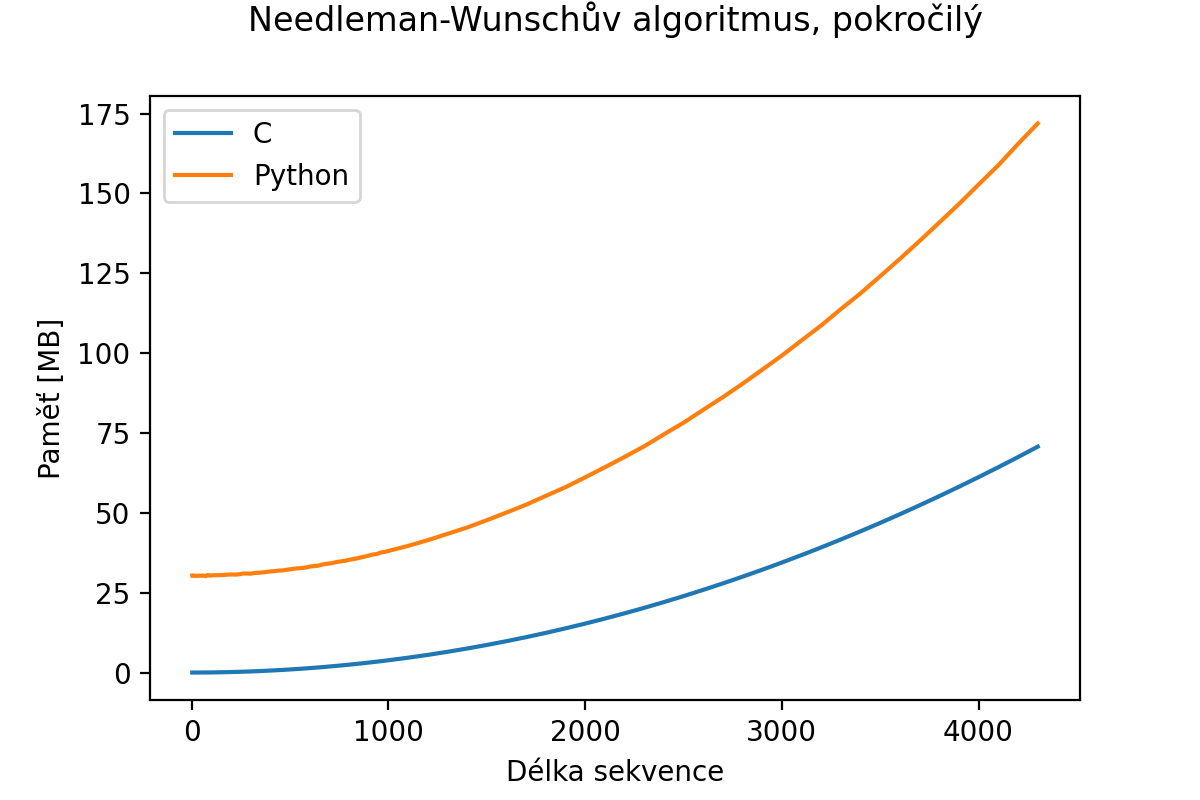 Needleman-Wunschův algoritmus, pokročilý
175
150
125
100
75
50
25
0
Paměť [MB]
C
Python
0 1000 2000 3000 4000
Délka sekvence